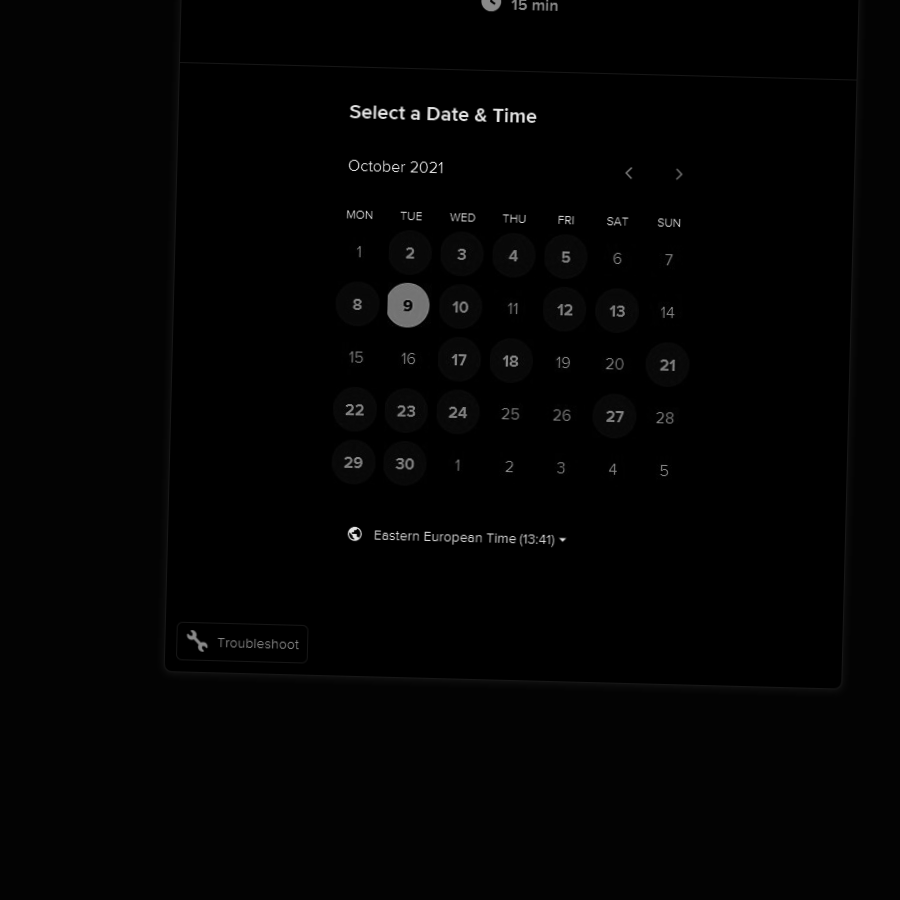 15 min
Select a Date & Time
October 2021
MON TUE WED THU FRI SAT SUN
1 2 3 4 5 6 7
8 9 10 11 12 13 14
15 16 17 18 19 20 21
22 23 24 25 26 27 28
29 30 1 2 3 4 5
Eastern European Time (13:41)
Troubleshoot